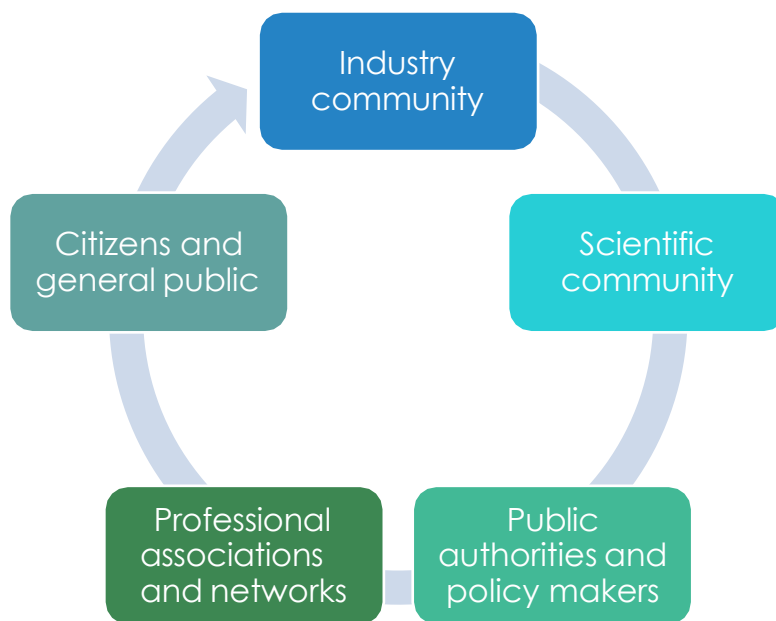 Industry
community
Scientific
community
Public
authorities and
policy makers
Professional
associations
and networks
Citizens and
general public